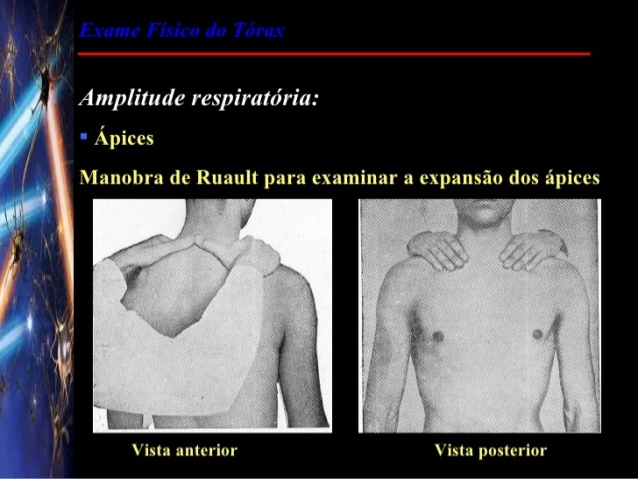 Exame Físico do Tórax
Amplitude respiratória:
▪ Ápices
Manobra de Ruault para examinar a expansão dos ápices
Vista anterior
Vista posterior